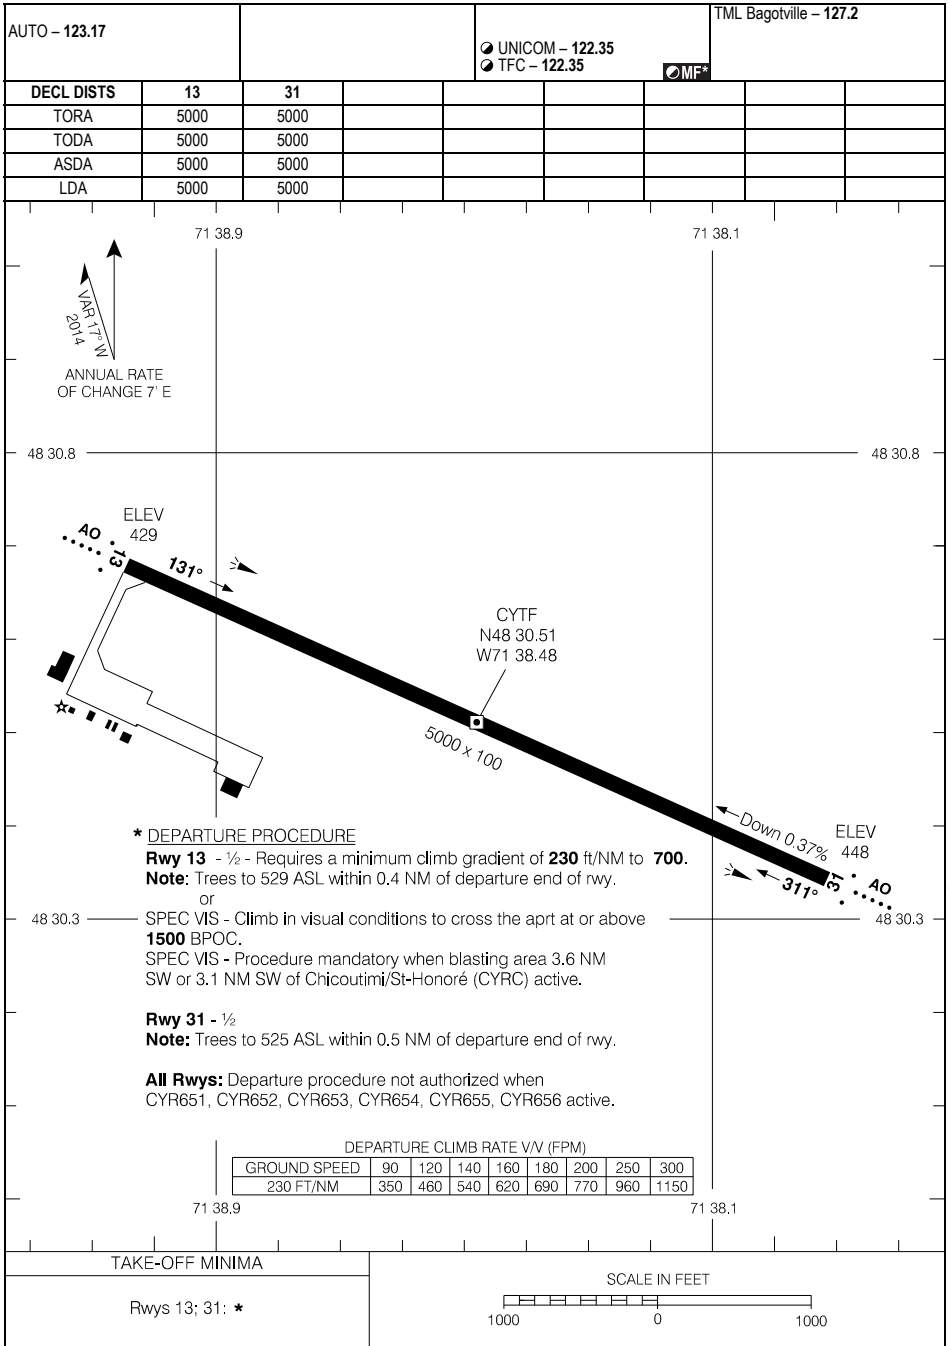 AUTO – 123.17
UNICOM – 122.35
TFC – 122.35
MF*
TML Bagotville – 127.2
DECL DISTS 13 31
TORA 5000 5000
TODA 5000 5000
ASDA 5000 5000
LDA 5000 5000
71 38.9 71 38.1
VAR 17° W
2014
ANNUAL RATE
OF CHANGE 7' E
48 30.8 48 30.8
ELEV
429
AO
13
131°
CYTF
N48 30.51
W71 38.48
5000 x 100
Down 0.37%
ELEV
448
31
311°
AO
48 30.3 48 30.3
* DEPARTURE PROCEDURE
Rwy 13 - ½ - Requires a minimum climb gradient of 230 ft/NM to 700.
Note: Trees to 529 ASL within 0.4 NM of departure end of rwy.
or
SPEC VIS - Climb in visual conditions to cross the aprt at or above
1500 BPOC.
SPEC VIS - Procedure mandatory when blasting area 3.6 NM
SW or 3.1 NM SW of Chicoutimi/St-Honoré (CYRC) active.
Rwy 31 - ½
Note: Trees to 525 ASL within 0.5 NM of departure end of rwy.
All Rwys: Departure procedure not authorized when
CYR651, CYR652, CYR653, CYR654, CYR655, CYR656 active.
DEPARTURE CLIMB RATE V/V (FPM)
GROUND SPEED 90 120 140 160 180 200 250 300
230 FT/NM 350 460 540 620 690 770 960 1150
71 38.9 71 38.1
TAKE-OFF MINIMA
Rwys 13; 31: *
SCALE IN FEET
1000 0 1000